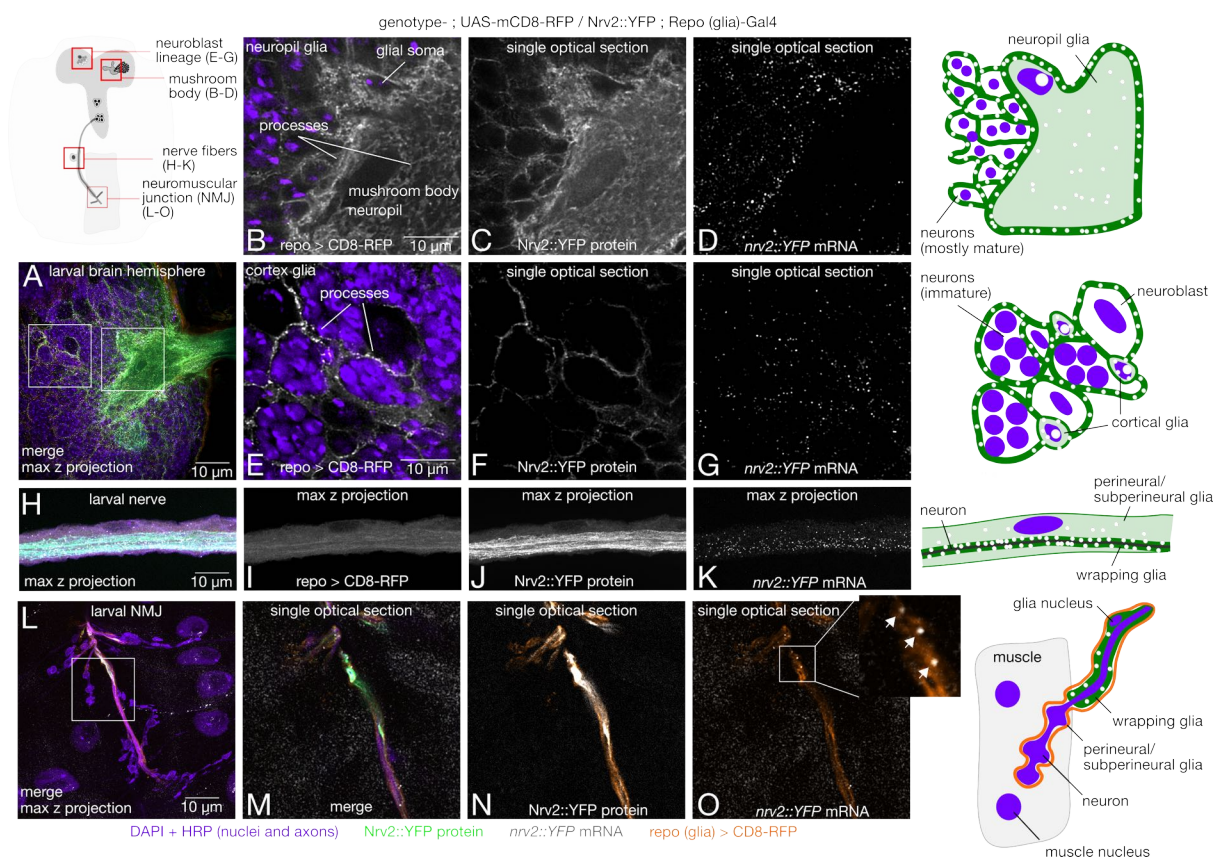 genotype- ; UAS-mCD8-RFP / Nrv2::YFP ; Repo (glia)-Gal4
neuroblast
lineage (E-G)
mushroom
body (B-D)
nerve fibers
(H-K)
neuromuscular
junction (NMJ)
(L-O)
neuropil glia
glial soma
processes
mushroom body
neuropil
B
repo > CD8-RFP
10 µm
single optical section
C
Nrv2::YFP protein
single optical section
D
nrv2::YFP mRNA
neuropil glia
neurons
(mostly mature)
A
larval brain hemisphere
merge
max z projection
10 µm
cortex glia
processes
E
repo > CD8-RFP
10 µm
single optical section
F
Nrv2::YFP protein
single optical section
G
nrv2::YFP mRNA
neurons
(immature)
neuroblast
cortical glia
H
larval nerve
max z projection
10 µm
max z projection
I
repo > CD8-RFP
max z projection
J
Nrv2::YFP protein
max z projection
K
nrv2::YFP mRNA
perineural/
subperineural glia
neuron
wrapping glia
L
larval NMJ
merge
max z projection
10 µm
single optical section
M
merge
single optical section
N
Nrv2::YFP protein
single optical section
O
nrv2::YFP mRNA
glia nucleus
muscle
wrapping glia
perineural/
subperineural glia
neuron
muscle nucleus
DAPI + HRP (nuclei and axons)
Nrv2::YFP protein
nrv2::YFP mRNA
repo (glia) > CD8-RFP